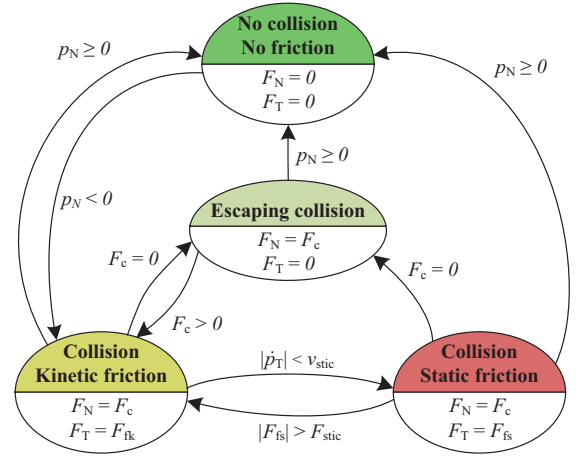 No collision
No friction
F_N = 0
F_T = 0
p_N ≥ 0
p_N ≥ 0
p_N < 0
p_N ≥ 0
Escaping collision
F_N = F_c
F_T = 0
F_c = 0
F_c = 0
F_c > 0
Collision
Kinetic friction
F_N = F_c
F_T = F_fk
|ṗ_T| < v_stic
|F_fs| > F_stic
Collision
Static friction
F_N = F_c
F_T = F_fs